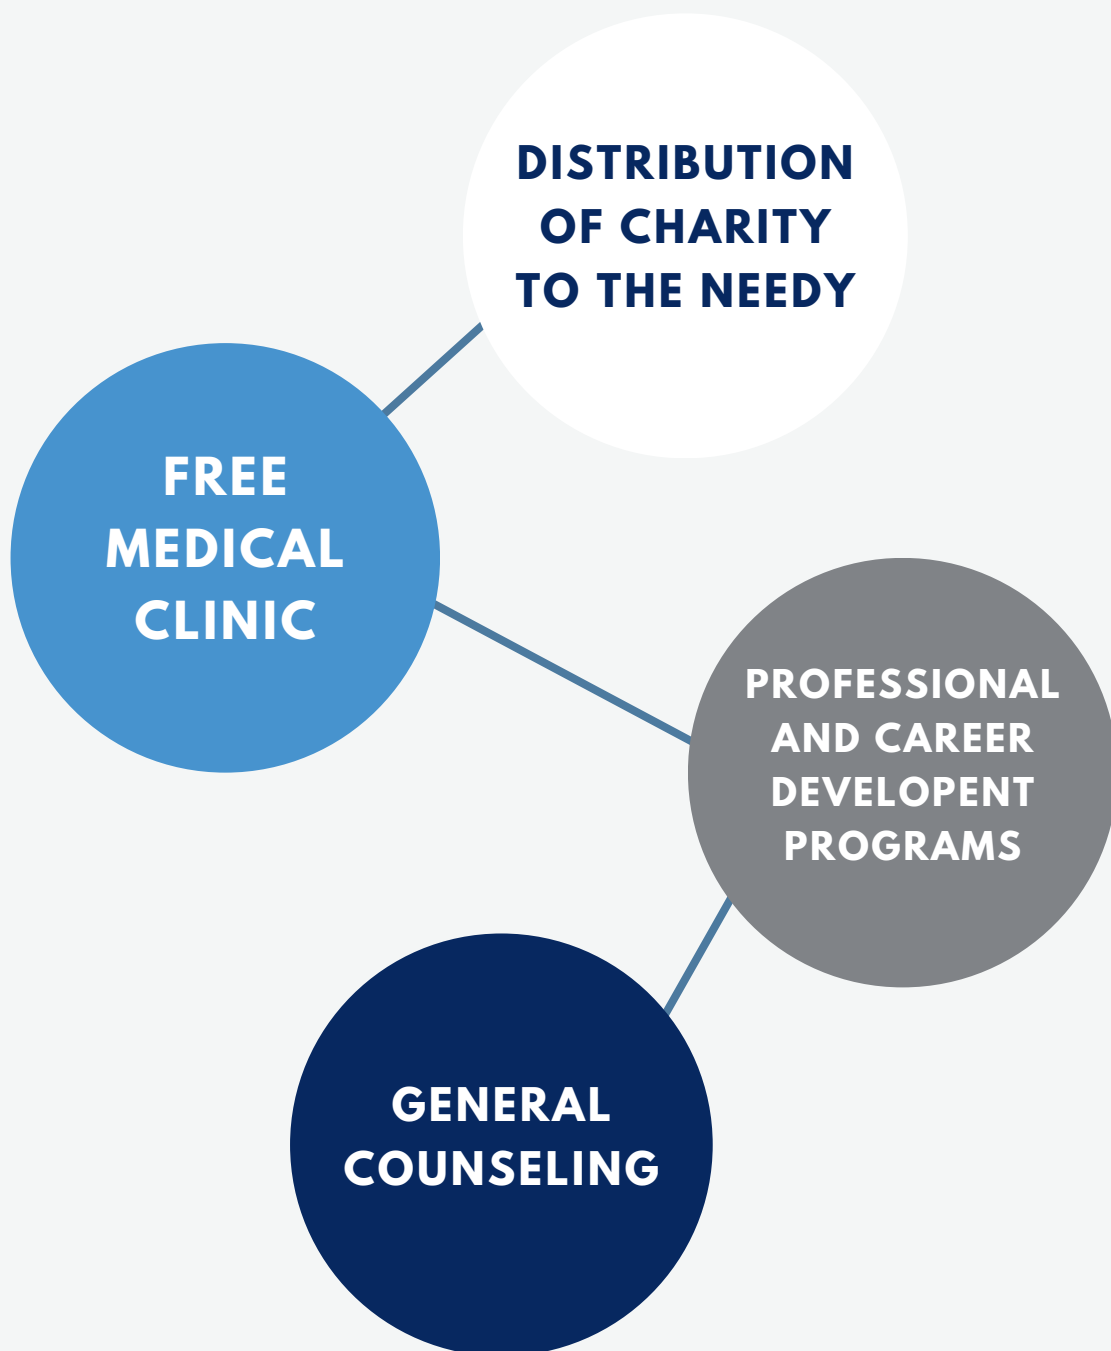 DISTRIBUTION
OF CHARITY
TO THE NEEDY
FREE
MEDICAL
CLINIC
PROFESSIONAL
AND CAREER
DEVELOPENT
PROGRAMS
GENERAL
COUNSELING